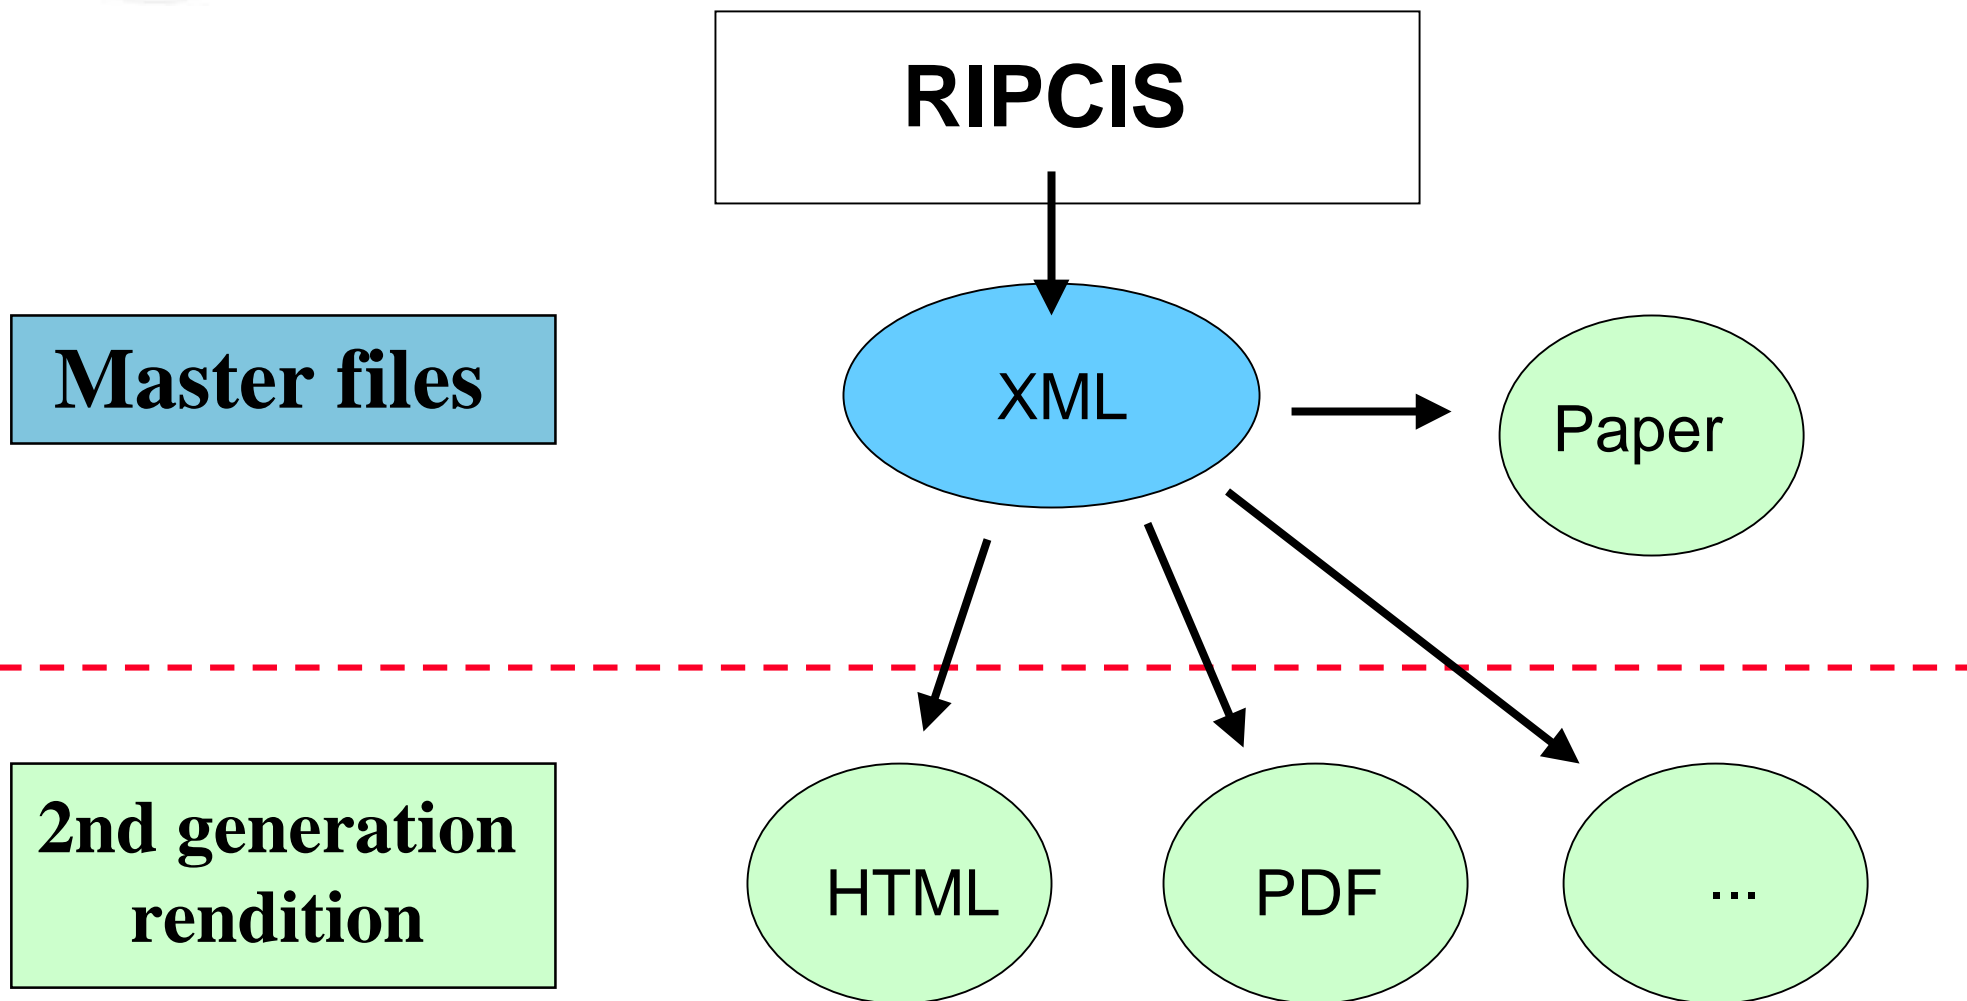 RIPCIS
Master files
XML
Paper
2nd generation
rendition
HTML
PDF
...